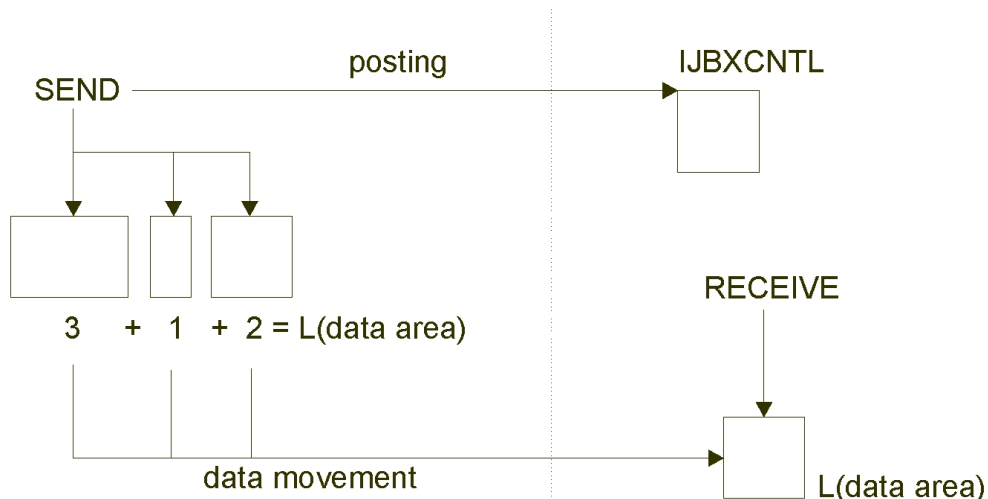 posting
IJBXCNTL
SEND
RECEIVE
3 + 1 + 2 = L(data area)
data movement
L(data area)